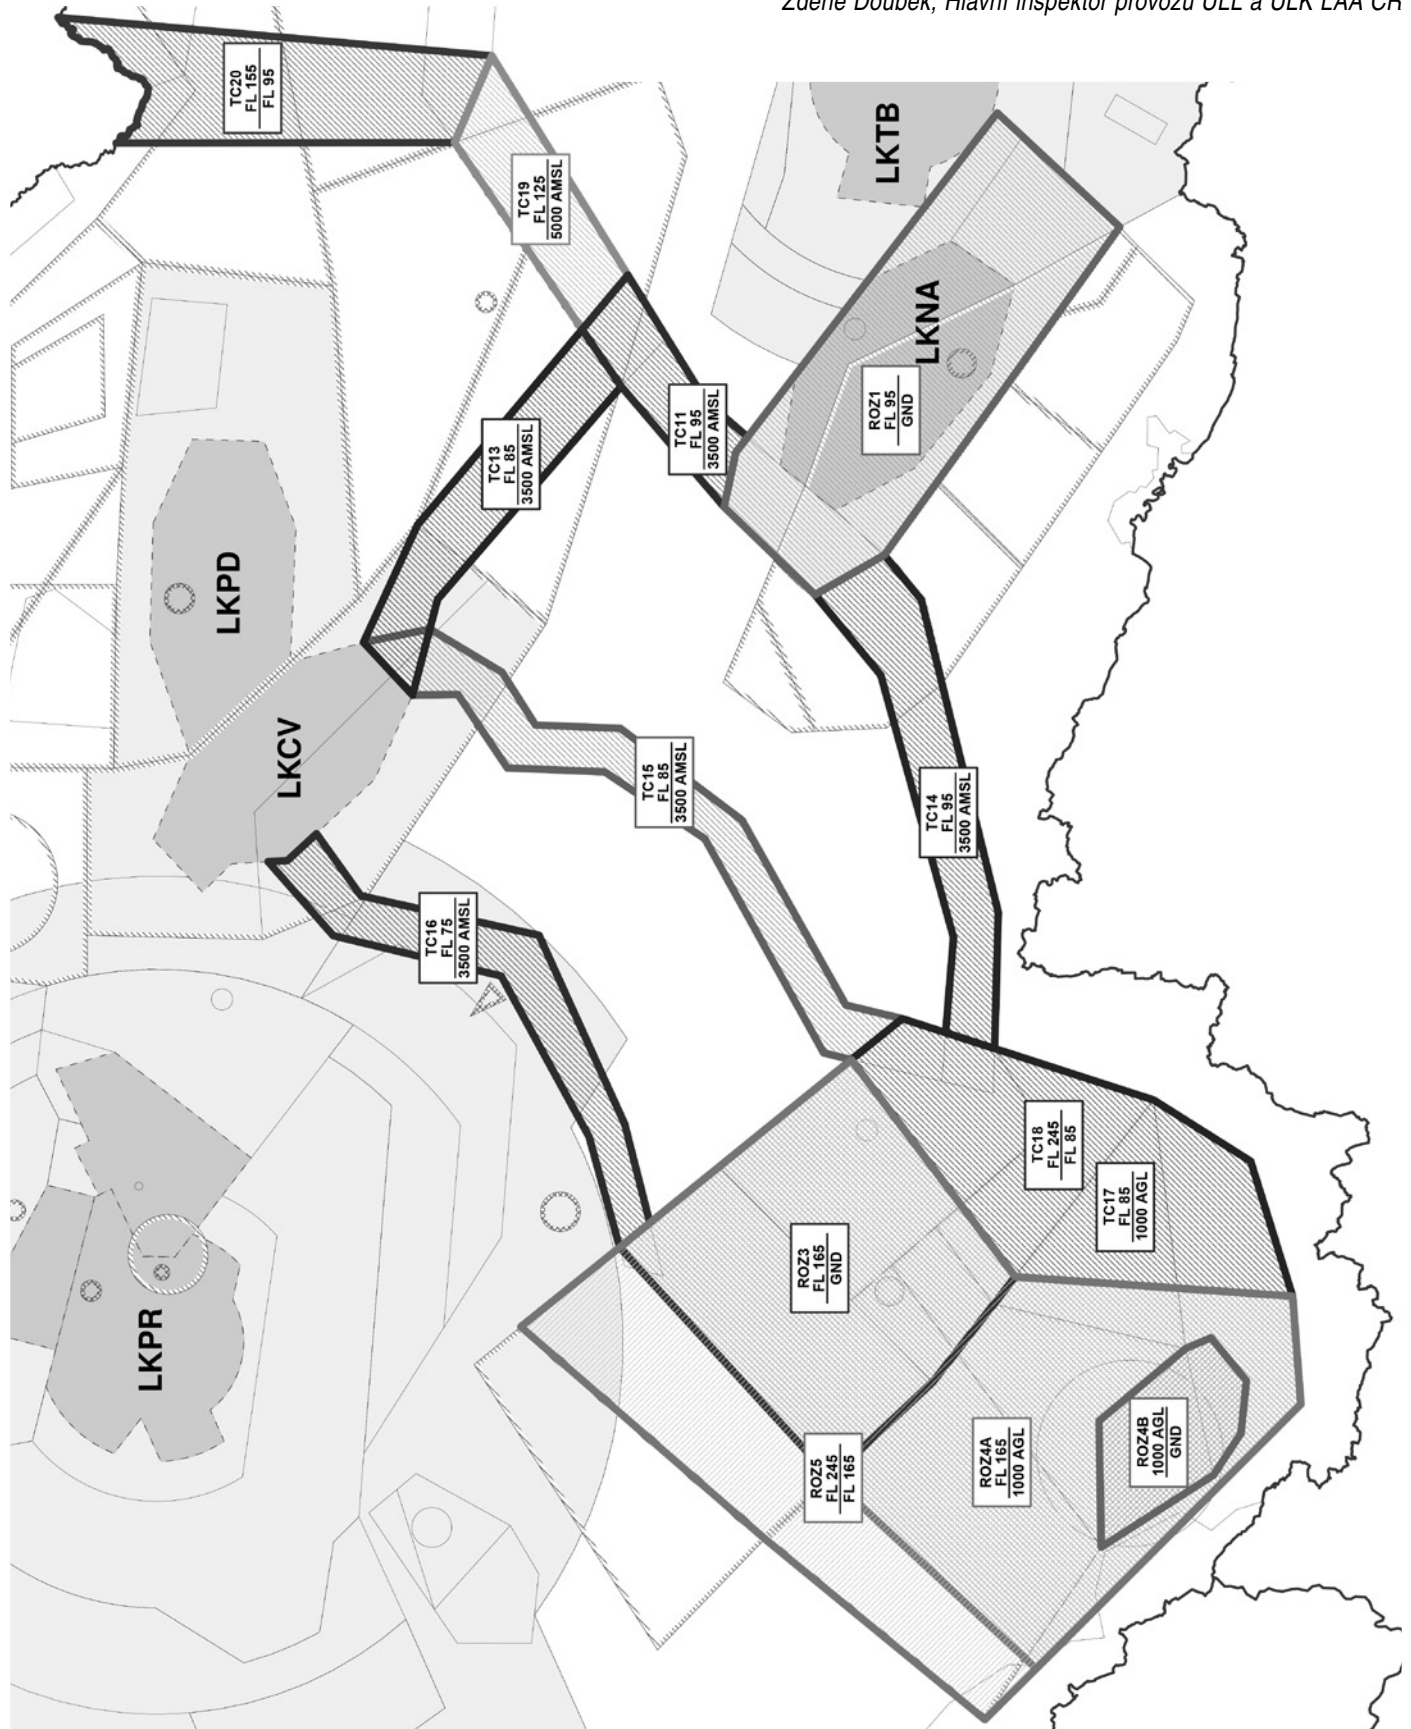 Zdeně Doubek, Hlavní inspektor provozu ULL a ULK LAA ČR
TC20
FL 155
FL 95
TC19
FL 125
5000 AMSL
LKTB
LKNA
ROZ1
FL 95
GND
TC11
FL 95
3500 AMSL
TC13
FL 85
3500 AMSL
LKPD
LKCV
TC15
FL 85
3500 AMSL
TC14
FL 95
3500 AMSL
TC16
FL 75
3500 AMSL
LKPR
TC18
FL 245
FL 85
TC17
FL 85
1000 AGL
ROZ3
FL 165
GND
ROZ5
FL 245
FL 165
ROZ4A
FL 165
1000 AGL
ROZ4B
1000 AGL
GND